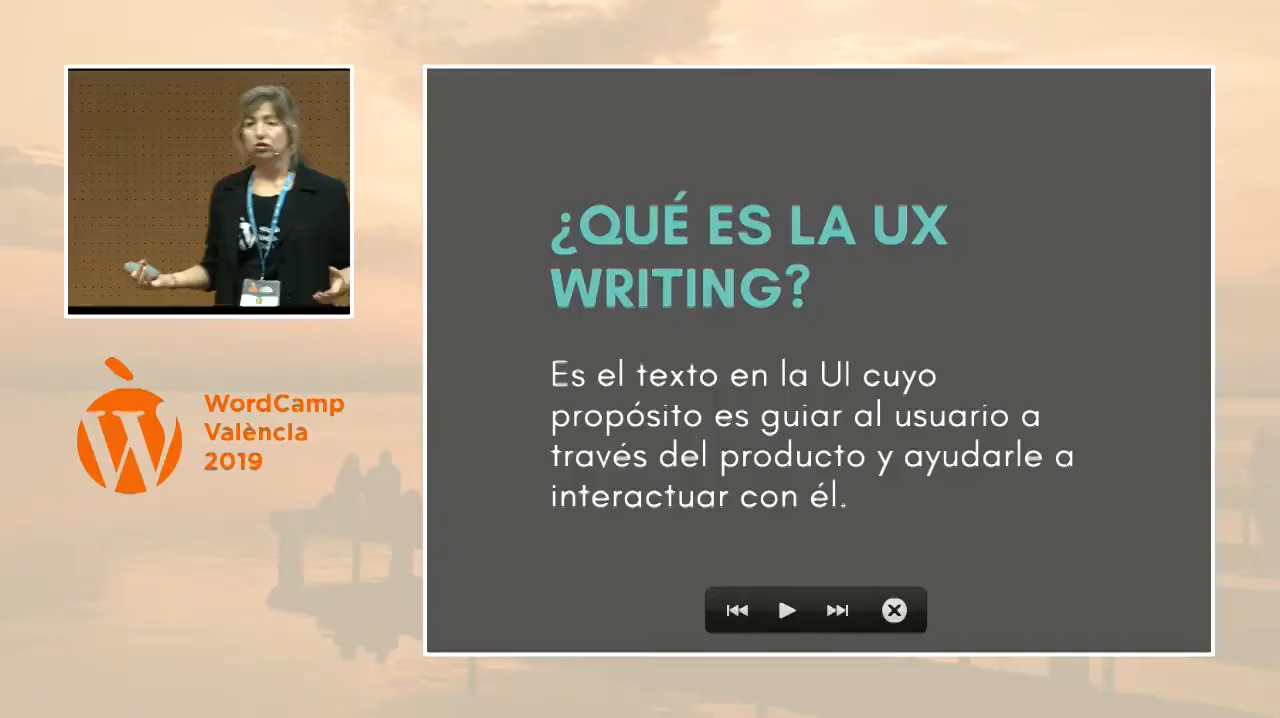 WordCamp
València
2019
¿QUÉ ES LA UX
WRITING?
Es el texto en la UI cuyo
propósito es guiar al usuario a
través del producto y ayudarle a
interactuar con él.